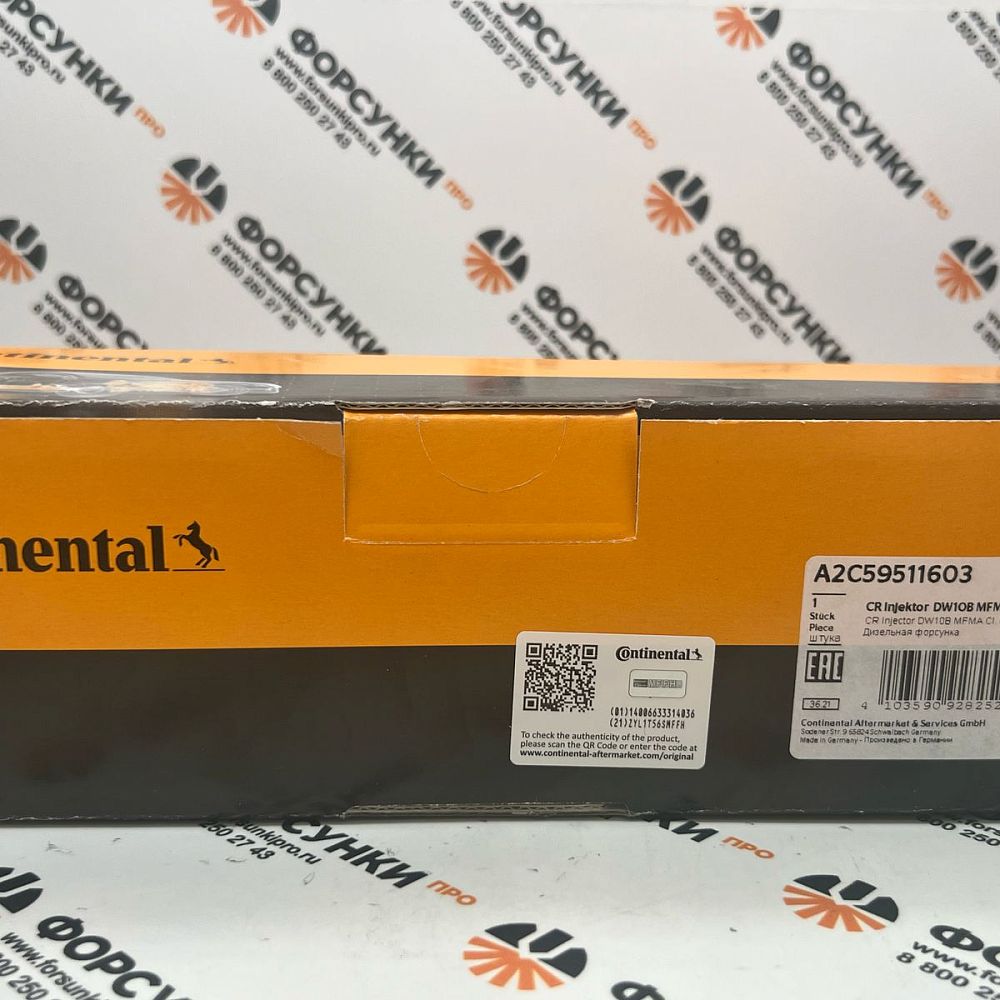 ФОРСУНКИ ПРО
www.forsunkipro.ru
8 800 250 27 43
Continental
A2C59511603
1
Stück
Piece
штука
CR Injektor DW10B MFM
CR Injector DW10B MFMA CI.
Дизельная форсунка
EAC
36.21
4 103590 928252
Continental Aftermarket & Services GmbH
Sodener Str. 9 65824 Schwalbach Germany
Made in Germany - Произведено в Германии
Continental
(01)14006633314036
(21)ZYL1T56SMFFH
To check the authenticity of the product,
please scan the QR Code or enter the code at
www.continental-aftermarket.com/original